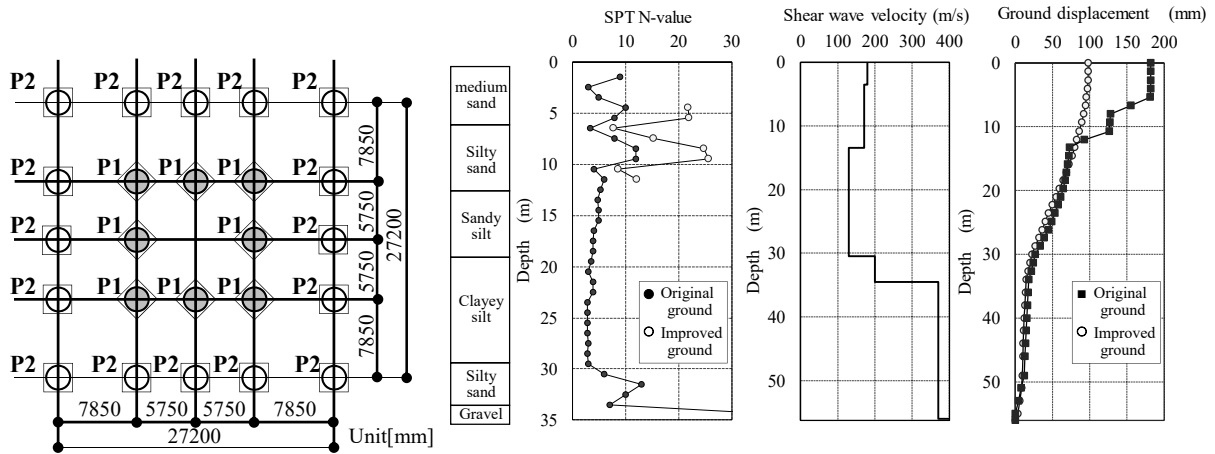 P2 P2 P2 P2 P2
P2 P1 P1 P1 P2
P2 P1 P1 P2
P2 P1 P1 P1 P2
P2 P2 P2 P2 P2
7850
5750
5750
7850
27200
7850 5750 5750 7850
27200
Unit[mm]
medium
sand
Silty
sand
Sandy
silt
Clayey
silt
Silty
sand
Gravel
SPT N-value
0 10 20 30
0
5
10
15
20
25
30
35
Depth (m)
Original
ground
Improved
ground
Shear wave velocity (m/s)
0 100 200 300 400
0
10
20
30
40
50
Depth (m)
Ground displacement (mm)
0 50 100 150 200
0
10
20
30
40
50
Depth (m)
Original
ground
Improved
ground